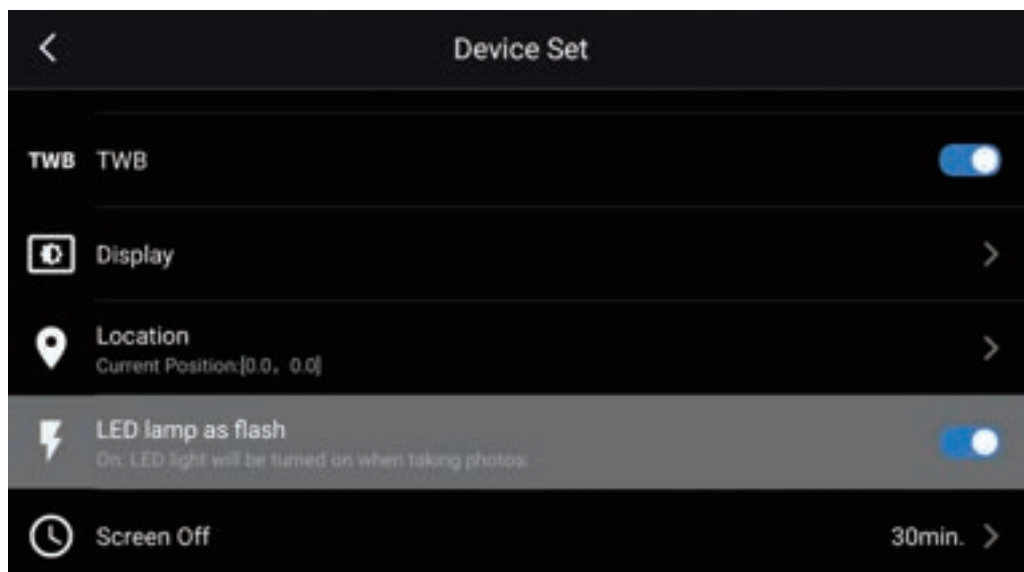 Device Set
TWB TWB
Display
Location
Current Position:[0.0, 0.0]
LED lamp as flash
On: LED light will be turned on when taking photos.
Screen Off 30min.